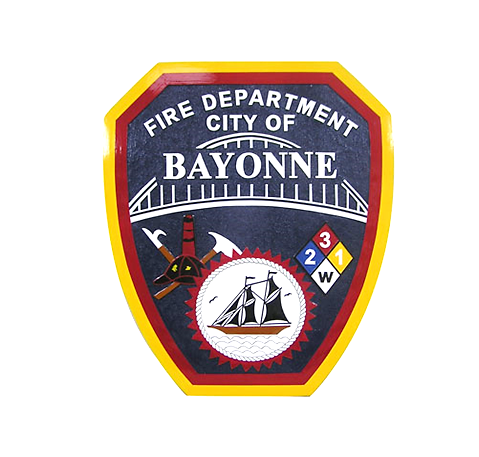 FIRE DEPARTMENT
CITY OF
BAYONNE
3
2 1
W